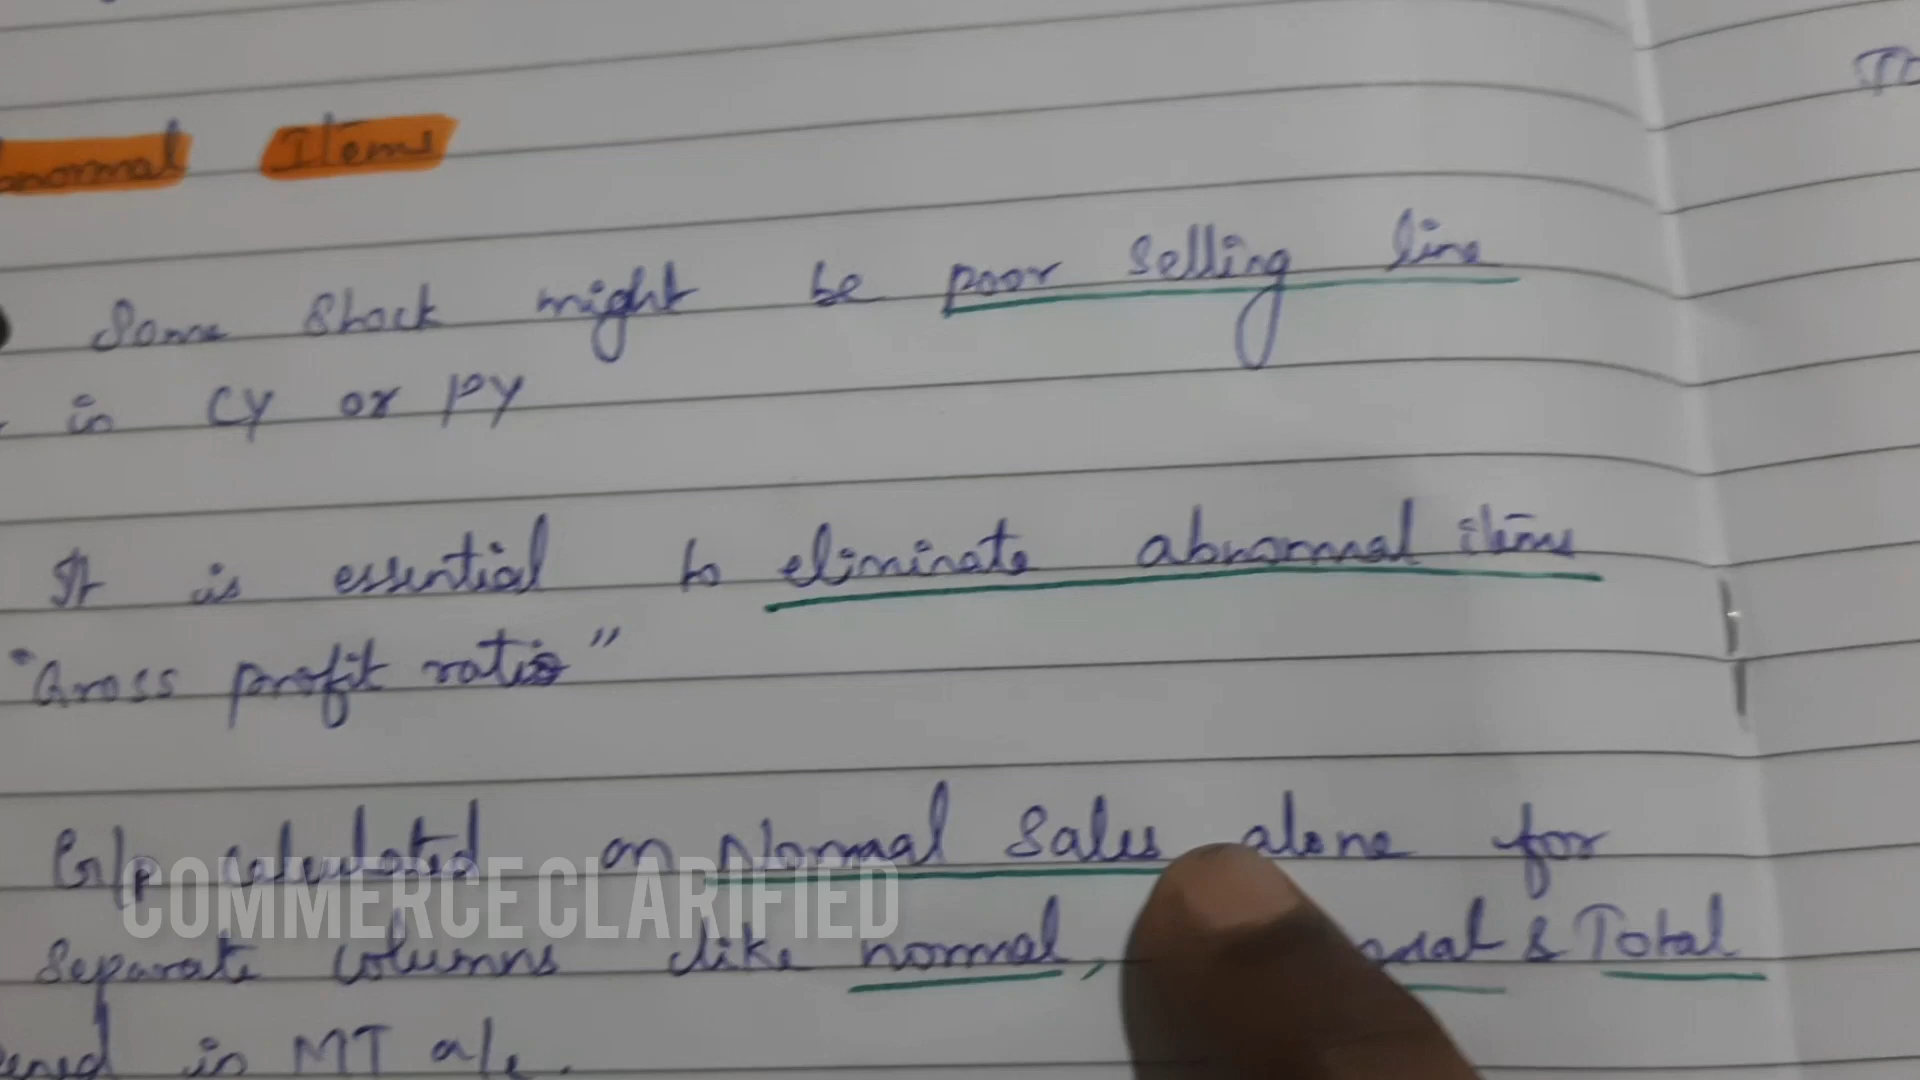 Items
Some Stock might be poor selling line
in CY or PY
It is essential to eliminate abnormal items
"Gross profit ratio"
G/p calculated on Normal Sales alone for
COMMERCE CLARIFIED
Separate columns like normal, & Total
in MT a/c.